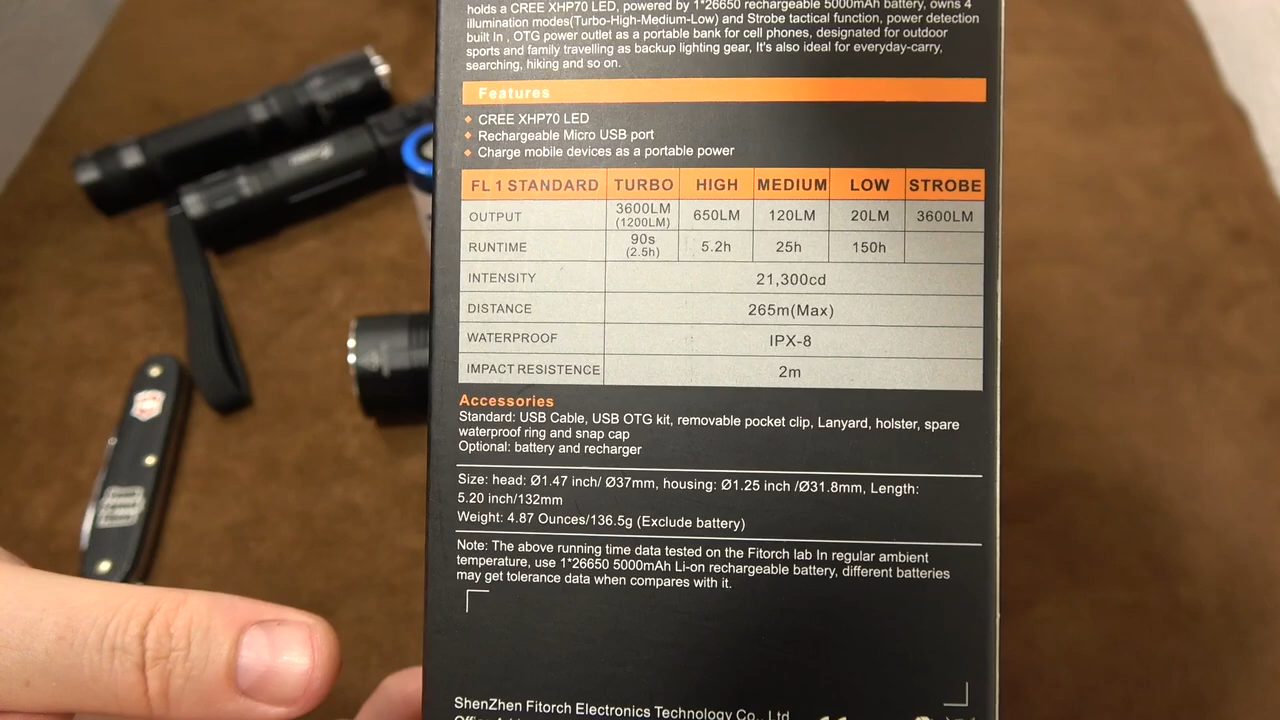 holds a CREE XHP70 LED, powered by 1*26650 rechargeable 5000mAh battery, owns 4
illumination modes(Turbo-High-Medium-Low) and Strobe tactical function, power detection
built In , OTG power outlet as a portable bank for cell phones, designated for outdoor
sports and family travelling as backup lighting gear, It's also ideal for everyday-carry,
searching, hiking and so on.
Features
CREE XHP70 LED
Rechargeable Micro USB port
Charge mobile devices as a portable power
FL 1 STANDARD TURBO HIGH MEDIUM LOW STROBE
OUTPUT 3600LM (1200LM) 650LM 120LM 20LM 3600LM
RUNTIME 90s (2.5h) 5.2h 25h 150h
INTENSITY 21,300cd
DISTANCE 265m(Max)
WATERPROOF IPX-8
IMPACT RESISTENCE 2m
Accessories
Standard: USB Cable, USB OTG kit, removable pocket clip, Lanyard, holster, spare
waterproof ring and snap cap
Optional: battery and recharger
Size: head: Ø1.47 inch/ Ø37mm, housing: Ø1.25 inch /Ø31.8mm, Length:
5.20 inch/132mm
Weight: 4.87 Ounces/136.5g (Exclude battery)
Note: The above running time data tested on the Fitorch lab In regular ambient
temperature, use 1*26650 5000mAh Li-on rechargeable battery, different batteries
may get tolerance data when compares with it.
ShenZhen Fitorch Electronics Technology Co., Ltd